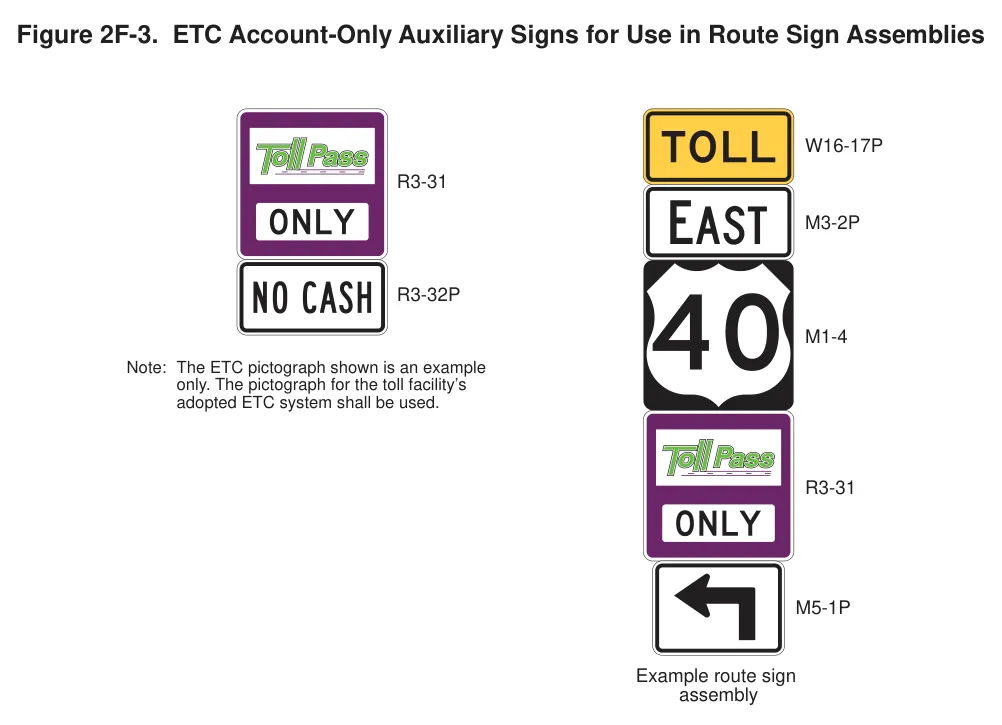 Figure 2F-3.  ETC Account-Only Auxiliary Signs for Use in Route Sign Assemblies
Toll Pass
ONLY
R3-31
NO CASH
R3-32P
Note: The ETC pictograph shown is an example
only. The pictograph for the toll facility's
adopted ETC system shall be used.
TOLL
W16-17P
EAST
M3-2P
40
M1-4
Toll Pass
ONLY
R3-31
M5-1P
Example route sign
assembly